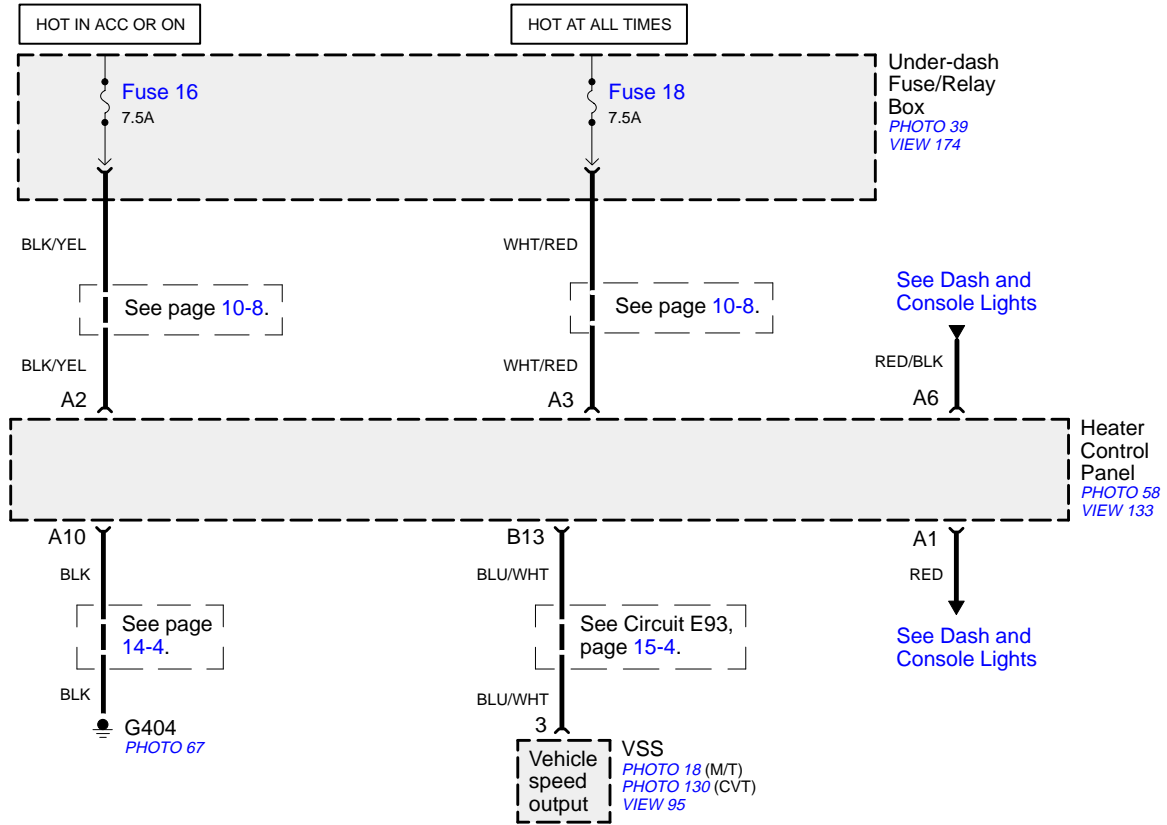 HOT IN ACC OR ON
HOT AT ALL TIMES
Under-dash
Fuse/Relay
Box
PHOTO 39
VIEW 174
Fuse 16
7.5A
Fuse 18
7.5A
BLK/YEL
WHT/RED
See page 10-8.
See page 10-8.
See Dash and
Console Lights
BLK/YEL
WHT/RED
RED/BLK
A2
A3
A6
Heater
Control
Panel
PHOTO 58
VIEW 133
A10
B13
A1
BLK
BLU/WHT
RED
See page
14-4.
See Circuit E93,
page 15-4.
See Dash and
Console Lights
BLK
BLU/WHT
G404
PHOTO 67
3
Vehicle
speed
output
VSS
PHOTO 18 (M/T)
PHOTO 130 (CVT)
VIEW 95